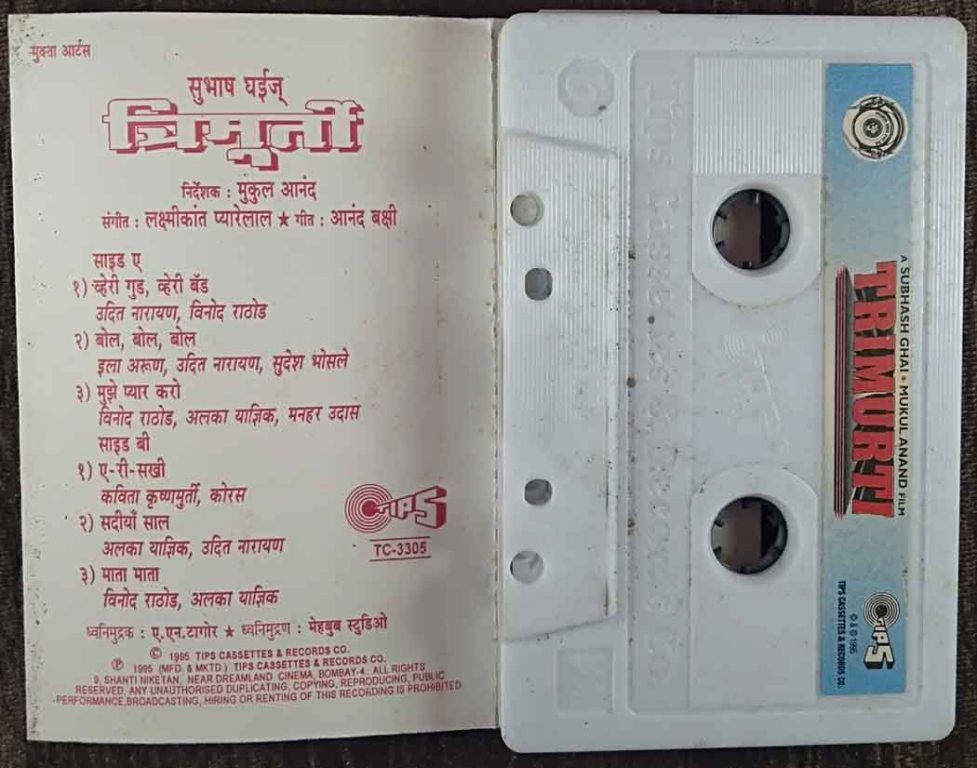 मुक्ता आर्टस
सुभाष घईज्
त्रिमूर्ती
निर्देशक : मुकुल आनंद
संगीत : लक्ष्मीकांत प्यारेलाल ★ गीत : आनंद बक्षी
साइड ए
१) व्हेरी गुड, व्हेरी बॅड
उदित नारायण, विनोद राठोड
२) बोल, बोल, बोल
इला अरूण, उदित नारायण, सुदेश भोसले
३) मुझे प्यार करो
विनोद राठोड, अलका याज्ञिक, मनहर उदास
साइड बी
१) ए-री-सखी
कविता कृष्णमुर्ती, कोरस
२) सदीयाँ साल
अलका याज्ञिक, उदित नारायण
३) माता माता
विनोद राठोड, अलका याज्ञिक
TIPS
TC-3305
ध्वनिमुद्रक : ए.एन.टागोर ★ ध्वनिमुद्रण : मेहबुब स्टुडिओ
© 1995 TIPS CASSETTES & RECORDS CO.
℗ 1995 (MFD. & MKTD.) TIPS CASSETTES & RECORDS CO.
9, SHANTI NIKETAN, NEAR DREAMLAND CINEMA, BOMBAY-4. ALL RIGHTS
RESERVED, ANY UNAUTHORISED DUPLICATING, COPYING, REPRODUCING, PUBLIC
PERFORMANCE,BROADCASTING, HIRING OR RENTING OF THIS RECORDING IS PROHIBITED
A SUBHASH GHAI • MUKUL ANAND FILM
TRIMURTI
TIPS
℗ & © 1995
TIPS CASSETTES & RECORDS CO.